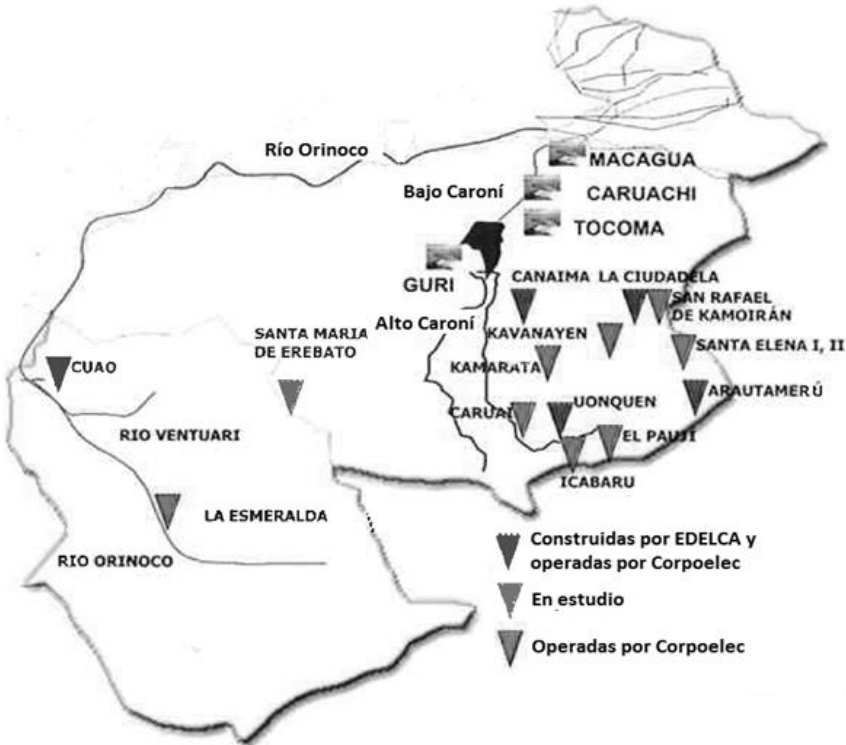 Río Orinoco
MACAGUA
Bajo Caroní
CARUACHI
TOCOMA
GURI
CANAIMA LA CIUDADELA
SAN RAFAEL
DE KAMOIRÁN
Alto Caroní
KAVANAYEN
SANTA MARIA
DE EREBATO
SANTA ELENA I, II
CUAO
KAMARATA
ARAUTAMERÚ
CARUAI
UONQUEN
RIO VENTUARI
EL PAUJI
ICABARU
LA ESMERALDA
RIO ORINOCO
Construidas por EDELCA y
operadas por Corpoelec
En estudio
Operadas por Corpoelec